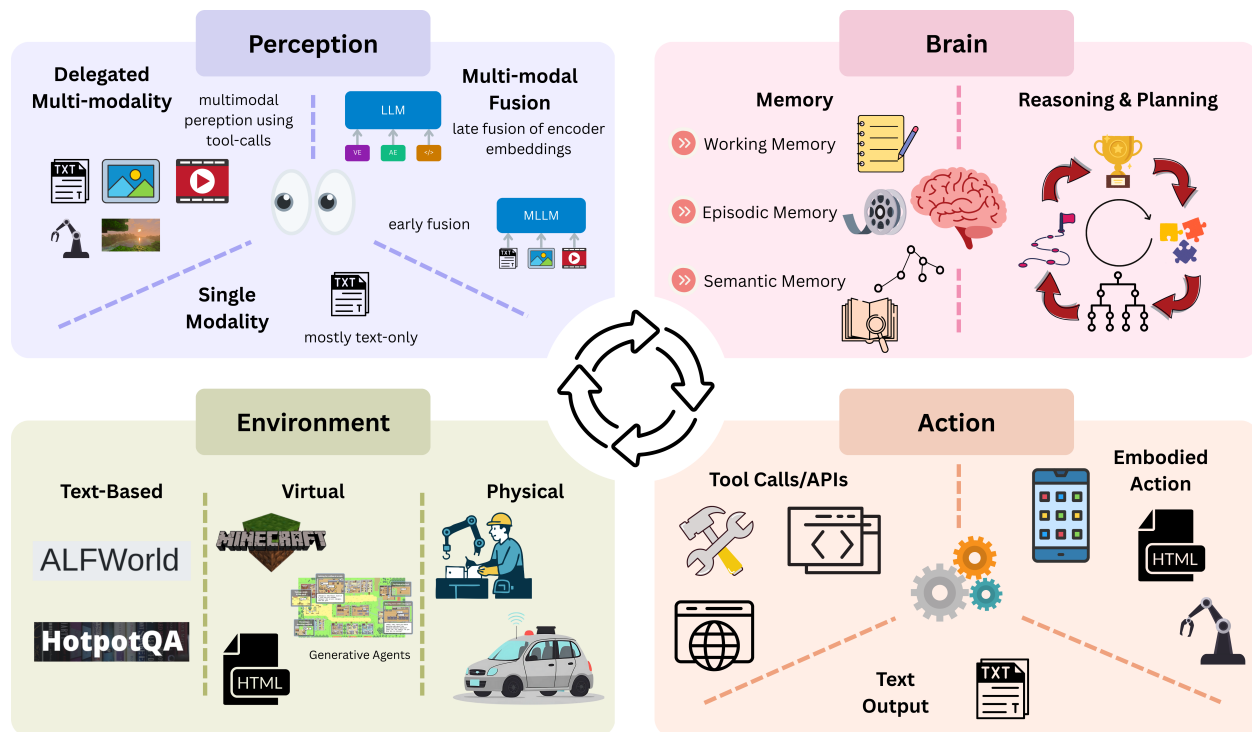 Perception
Delegated
Multi-modality
multimodal
pereption using
tool-calls
LLM
VE
AE
</>
Multi-modal
Fusion
late fusion of encoder
embeddings
TXT
T
early fusion
MLLM
TXT
T
Single
Modality
TXT
T
mostly text-only
Brain
Memory
Working Memory
Episodic Memory
Semantic Memory
Reasoning & Planning
Environment
Text-Based
ALFWorld
HotpotQA
Virtual
MINECRAFT
Generative Agents
HTML
Physical
Action
Tool Calls/APIs
Embodied
Action
HTML
Text
Output
TXT
T